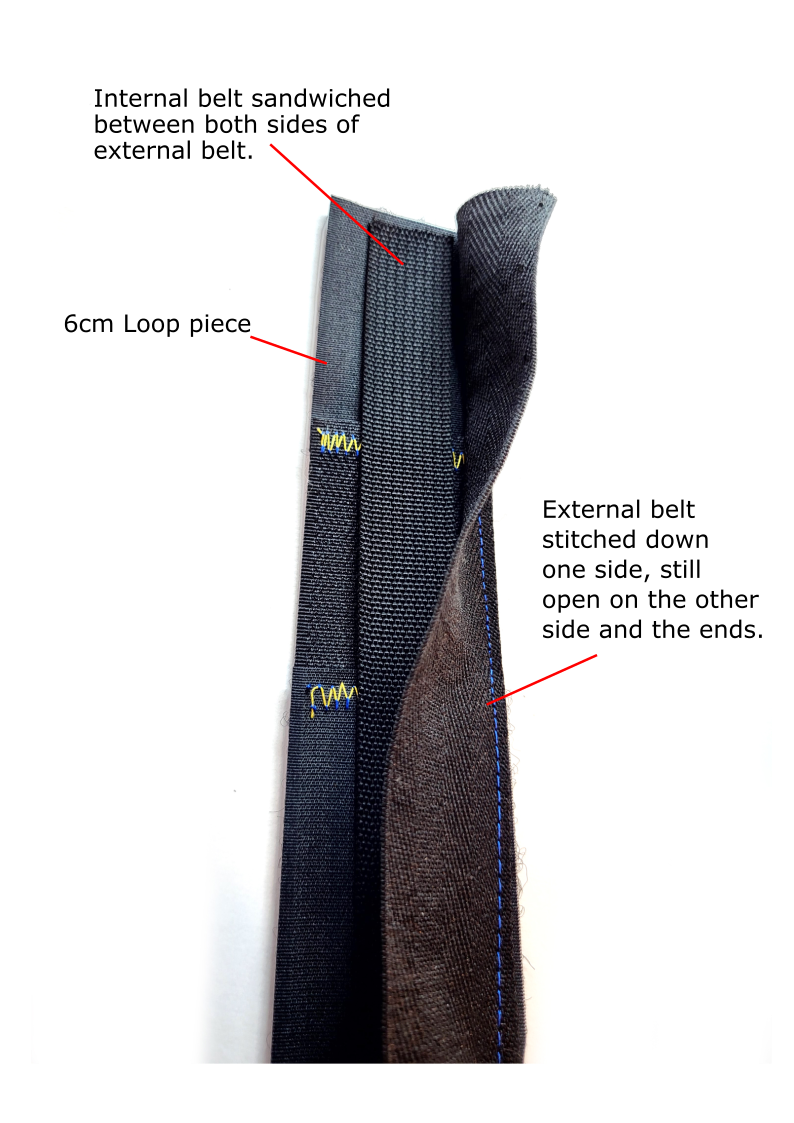 Internal belt sandwiched
between both sides of
external belt.
6cm Loop piece
External belt
stitched down
one side, still
open on the other
side and the ends.